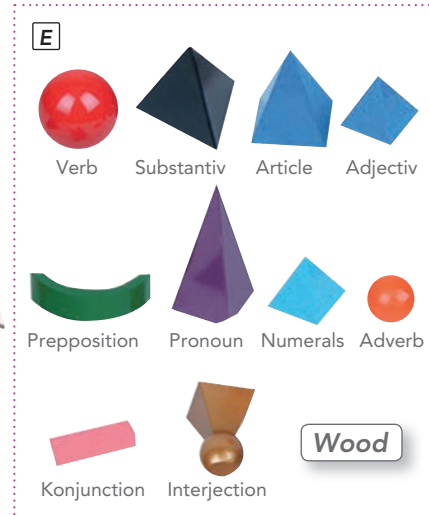 E
Verb Substantiv Article Adjectiv
Prepposition Pronoun Numerals Adverb
Konjunction Interjection
Wood